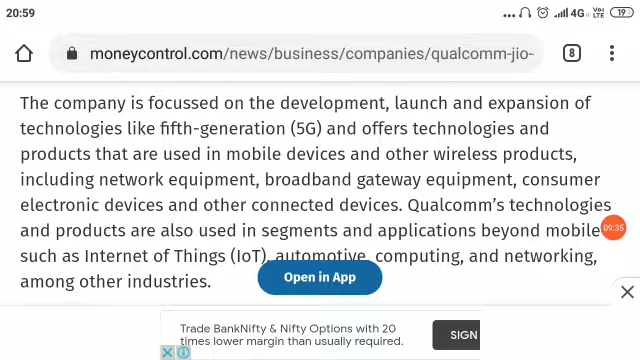 20:59
... 4G Vo) LTE 19
moneycontrol.com/news/business/companies/qualcomm-jio-
8
The company is focussed on the development, launch and expansion of
technologies like fifth-generation (5G) and offers technologies and
products that are used in mobile devices and other wireless products,
including network equipment, broadband gateway equipment, consumer
electronic devices and other connected devices. Qualcomm's technologies
and products are also used in segments and applications beyond mobile
09:35
such as Internet of Things (IoT), automotive, computing, and networking,
Open in App
among other industries.
Trade BankNifty & Nifty Options with 20
times lower margin than usually required.
SIGN